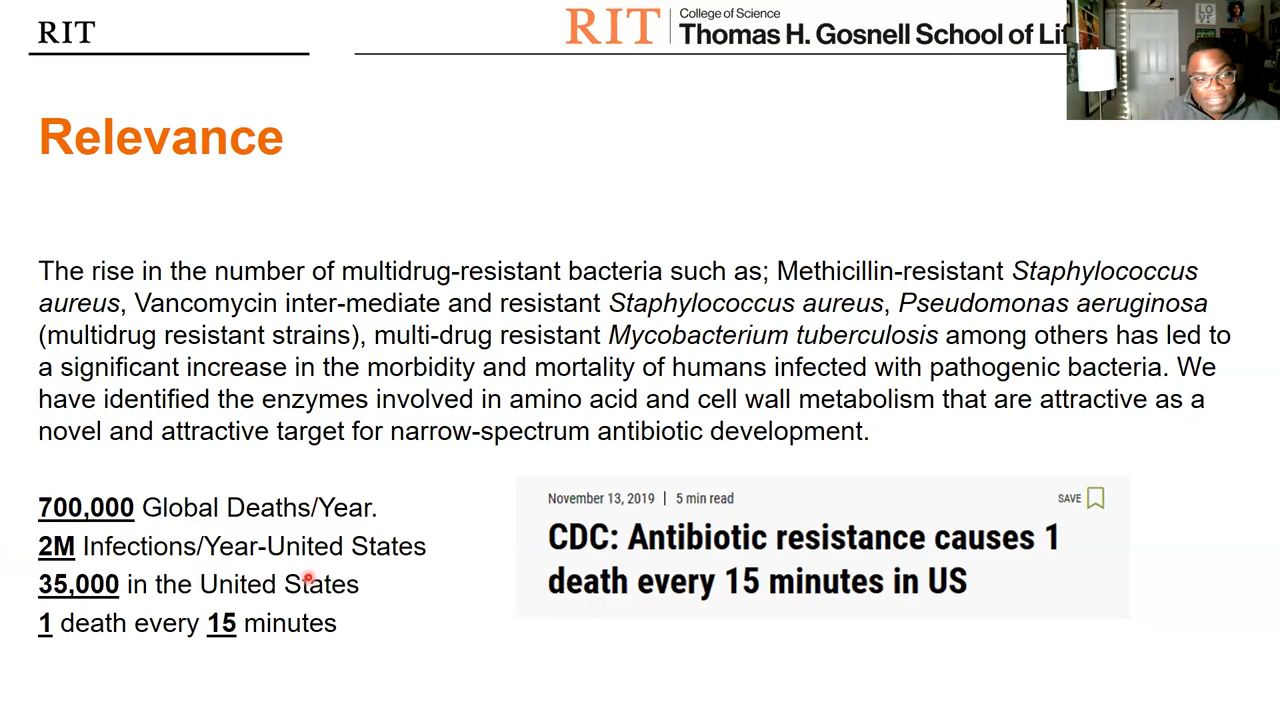 RIT
RIT
College of Science
Thomas H. Gosnell School of
Relevance
The rise in the number of multidrug-resistant bacteria such as; Methicillin-resistant Staphylococcus
aureus, Vancomycin inter-mediate and resistant Staphylococcus aureus, Pseudomonas aeruginosa
(multidrug resistant strains), multi-drug resistant Mycobacterium tuberculosis among others has led to
a significant increase in the morbidity and mortality of humans infected with pathogenic bacteria. We
have identified the enzymes involved in amino acid and cell wall metabolism that are attractive as a
novel and attractive target for narrow-spectrum antibiotic development.
700,000 Global Deaths/Year.
2M Infections/Year-United States
35,000 in the United States
1 death every 15 minutes
November 13, 2019 | 5 min read
SAVE
CDC: Antibiotic resistance causes 1
death every 15 minutes in US